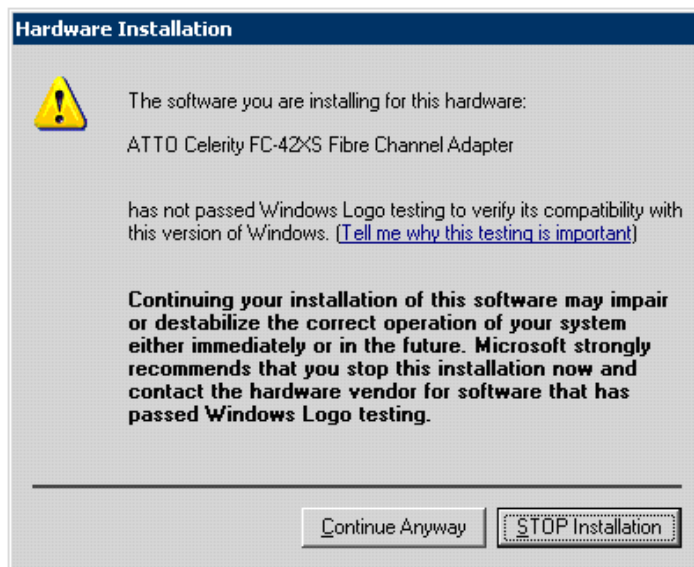 Hardware Installation
The software you are installing for this hardware:
ATTO Celerity FC-42XS Fibre Channel Adapter
has not passed Windows Logo testing to verify its compatibility with
this version of Windows. (Tell me why this testing is important)
Continuing your installation of this software may impair
or destabilize the correct operation of your system
either immediately or in the future. Microsoft strongly
recommends that you stop this installation now and
contact the hardware vendor for software that has
passed Windows Logo testing.
Continue Anyway
STOP Installation